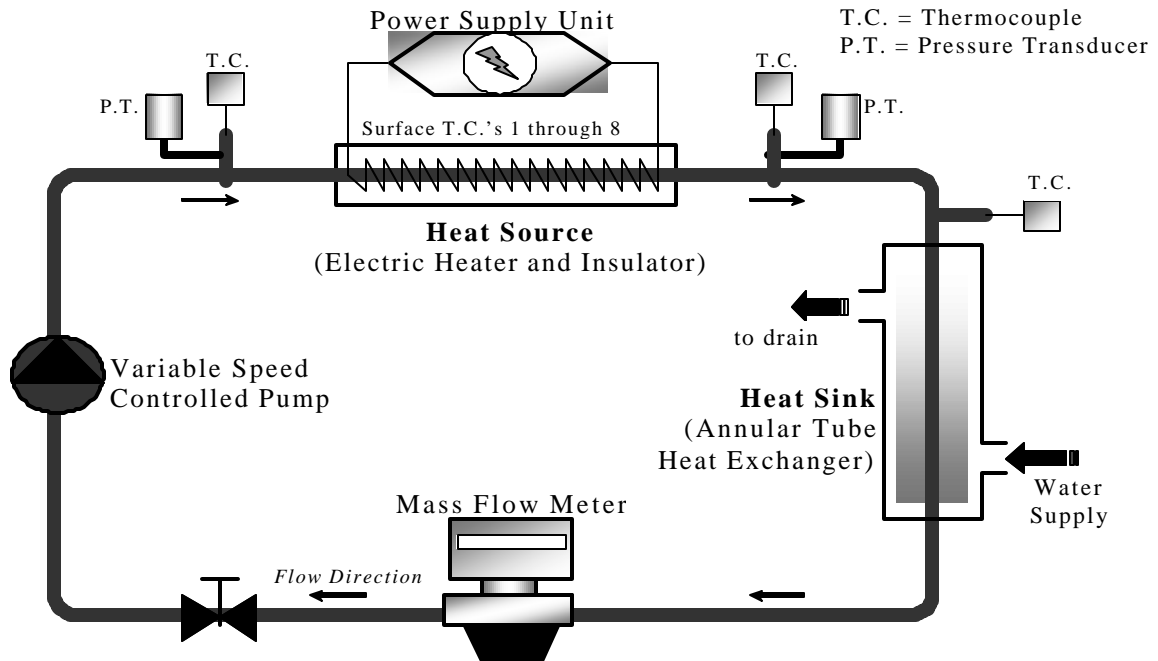 Power Supply Unit
T.C. = Thermocouple
P.T. = Pressure Transducer
T.C.
T.C.
P.T.
P.T.
Surface T.C.'s 1 through 8
T.C.
Heat Source
(Electric Heater and Insulator)
to drain
Variable Speed
Controlled Pump
Heat Sink
(Annular Tube
Heat Exchanger)
Water
Supply
Mass Flow Meter
Flow Direction